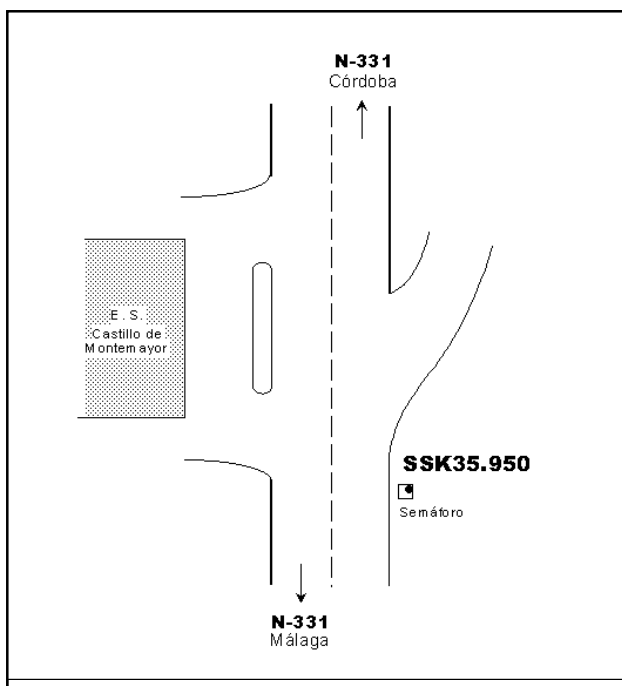 N-331
Córdoba
E. S.
Castillo de
Montemayor
SSK35.950
Semáforo
N-331
Málaga